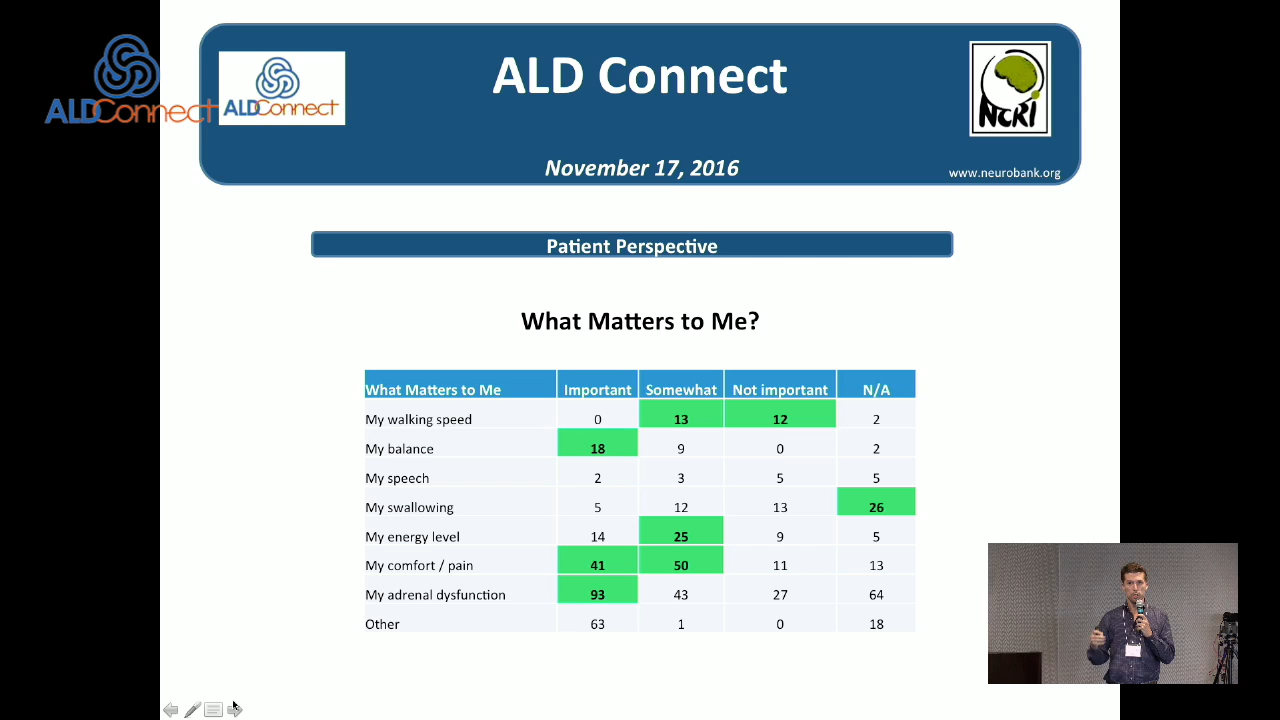 ALD Connect
ALDConnect
ALDConnect
NCRI
November 17, 2016
www.neurobank.org
Patient Perspective
What Matters to Me?
What Matters to Me Important Somewhat Not important N/A
My walking speed 0 13 12 2
My balance 18 9 0 2
My speech 2 3 5 5
My swallowing 5 12 13 26
My energy level 14 25 9 5
My comfort / pain 41 50 11 13
My adrenal dysfunction 93 43 27 64
Other 63 1 0 18